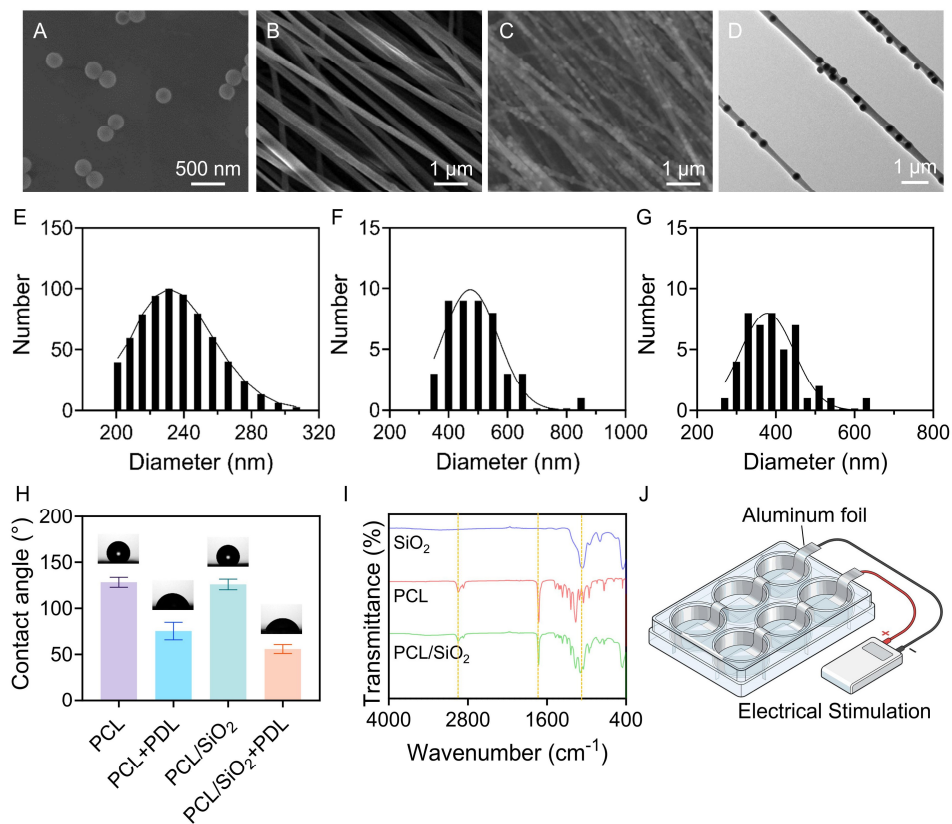 A
500 nm
B
1 µm
C
1 µm
D
1 µm
E
Number
150
100
50
0
200
240
280
320
Diameter (nm)
F
Number
15
10
5
0
200
400
600
800
1000
Diameter (nm)
G
Number
15
10
5
0
200
400
600
800
Diameter (nm)
H
Contact angle (°)
200
150
100
50
0
PCL
PCL+PDL
PCL/SiO₂
PCL/SiO₂+PDL
I
Transmittance (%)
SiO₂
PCL
PCL/SiO₂
4000
2800
1600
400
Wavenumber (cm⁻¹)
J
Aluminum foil
+
−
Electrical Stimulation